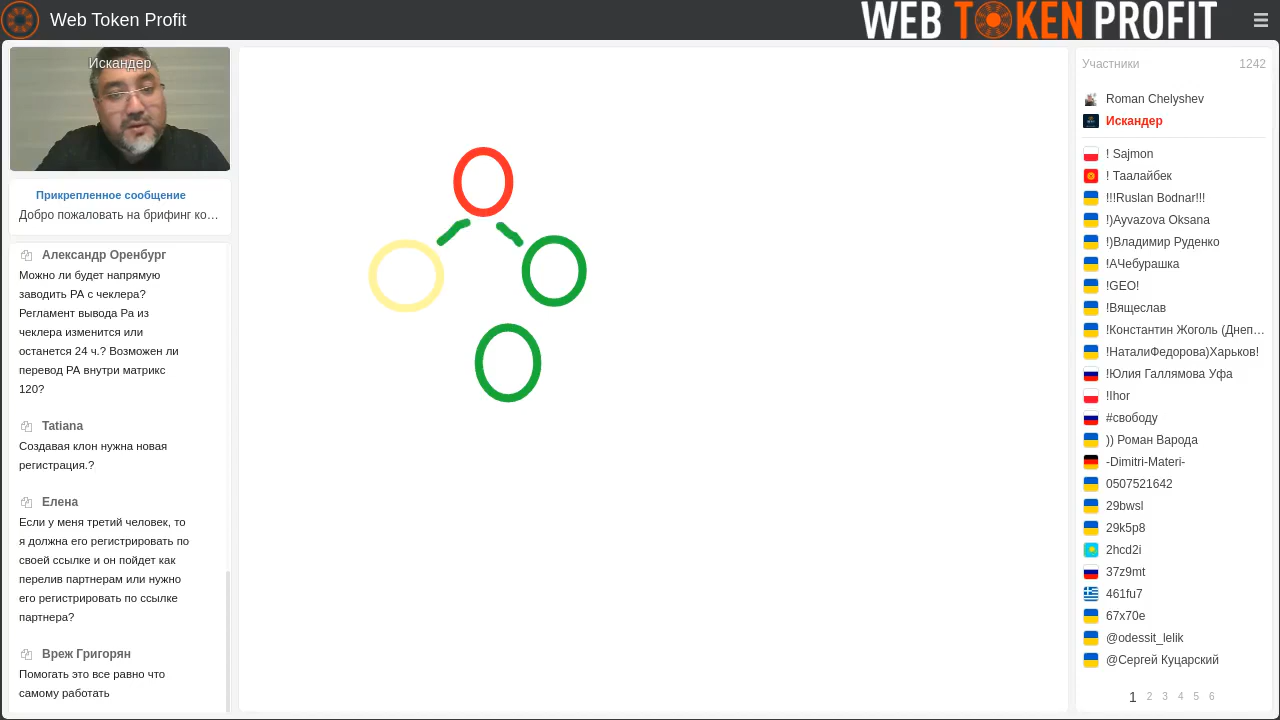 Web Token Profit
WEB TOKEN PROFIT
Искандер
Прикрепленное сообщение
Добро пожаловать на брифинг ко…
Александр Оренбург
Можно ли будет напрямую
заводить РА с чеклера?
Регламент вывода Ра из
чеклера изменится или
останется 24 ч.? Возможен ли
перевод РА внутри матрикс
120?
Tatiana
Создавая клон нужна новая
регистрация.?
Елена
Если у меня третий человек, то
я должна его регистрировать по
своей ссылке и он пойдет как
перелив партнерам или нужно
его регистрировать по ссылке
партнера?
Вреж Григорян
Помогать это все равно что
самому работать
Участники 1242
Roman Chelyshev
Искандер
! Sajmon
! Таалайбек
!!!Ruslan Bodnar!!!
!)Ayvazova Oksana
!)Владимир Руденко
!АЧебурашка
!GEO!
!Вящеслав
!Константин Жоголь (Днеп…
!НаталиФедорова)Харьков!
!Юлия Галлямова Уфа
!Ihor
#свободу
)) Роман Варода
-Dimitri-Materi-
0507521642
29bwsl
29k5p8
2hcd2i
37z9mt
461fu7
67x70e
@odessit_lelik
@Сергей Куцарский
1 2 3 4 5 6